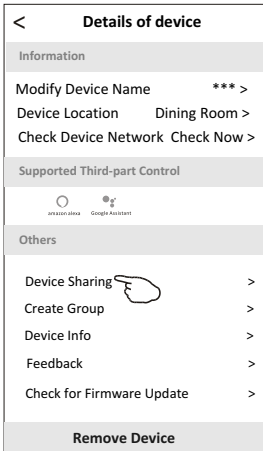 < Details of device
Information
Modify Device Name *** >
Device Location Dining Room >
Check Device Network Check Now >
Supported Third-part Control
amazon alexa Google Assistant
Others
Device Sharing >
Create Group >
Device Info >
Feedback >
Check for Firmware Update >
Remove Device